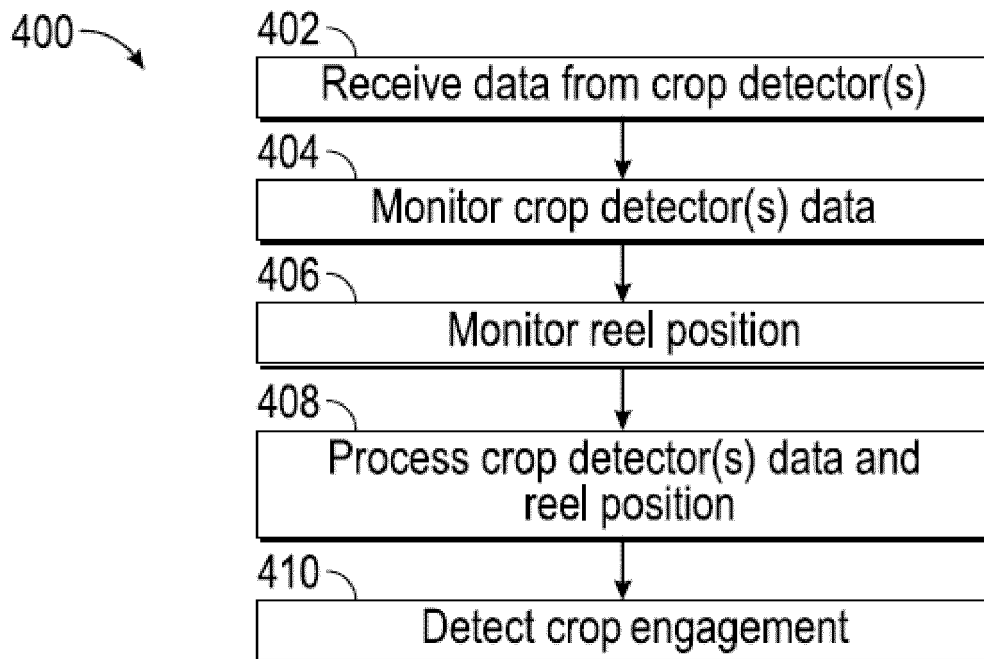 400
402
Receive data from crop detector(s)
404
Monitor crop detector(s) data
406
Monitor reel position
408
Process crop detector(s) data and
reel position
410
Detect crop engagement